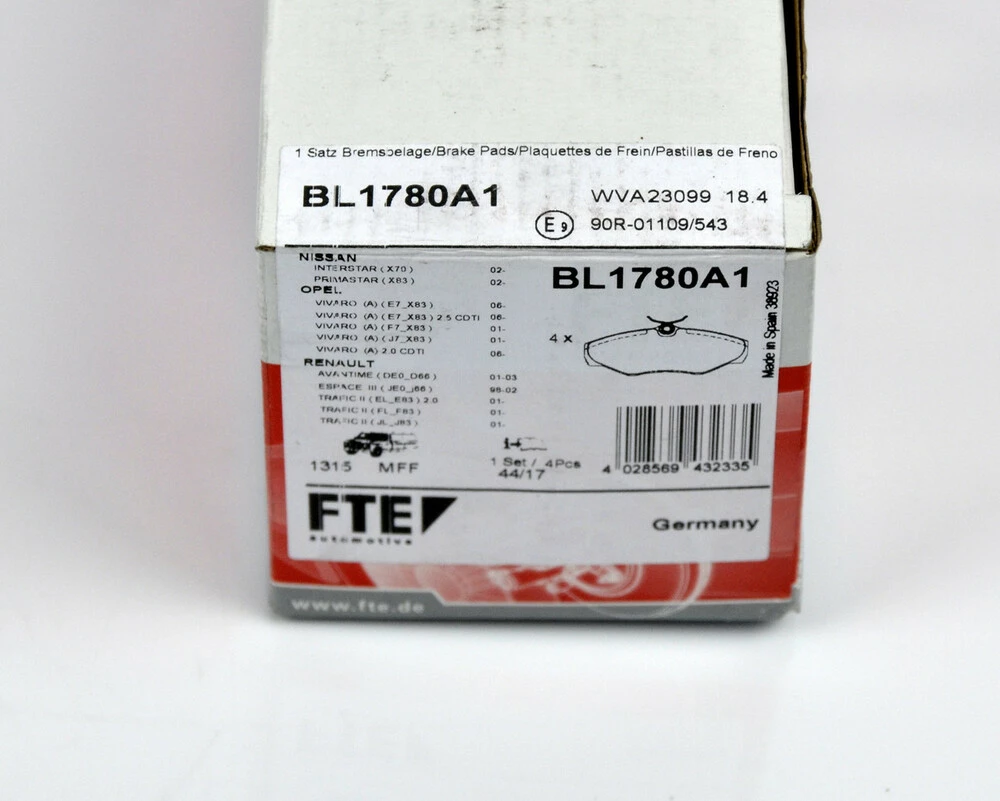 1 Satz Bremsbelage/Brake Pads/Plaquettes de Frein/Pastillas de Freno
BL1780A1
WVA23099 18.4
E9 90R-01109/543
NISSAN
INTERSTAR (X70) 02-
PRIMASTAR (X83) 02-
OPEL
VIVARO (A) (E7_X83) 06-
VIVARO (A) (E7_X83) 2.5 CDTI 06-
VIVARO (A) (F7_X83) 01-
VIVARO (A) (J7_X83) 01-
VIVARO (A) 2.0 CDTI 06-
RENAULT
AVANTIME (DE0_D66) 01-03
ESPACE III (JE0_J66) 98-02
TRAFIC II (EL_E83) 2.0 01-
TRAFIC II (FL_F83) 01-
TRAFIC II (JL_J83) 01-
1315 MFF
1 Set / 4Pcs
44/17
BL1780A1
4 x
Made in Spain 38923
4 028569 432335
FTE
automotive
Germany
www.fte.de